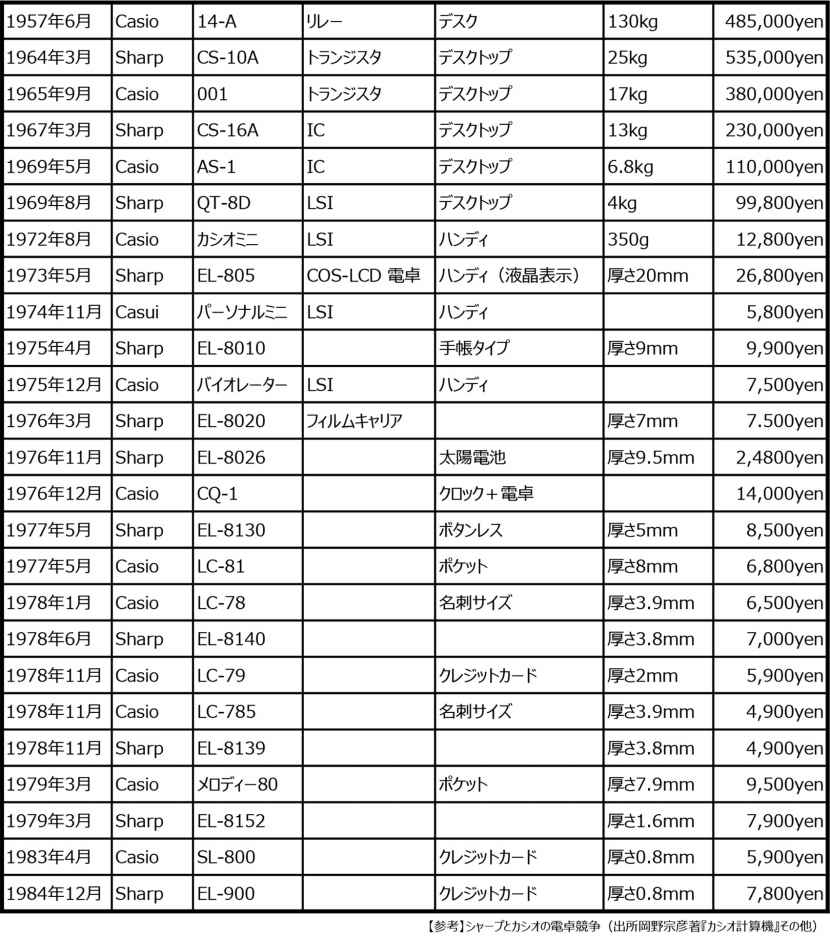 1957年6月 Casio 14-A リレー デスク 130kg 485,000yen
1964年3月 Sharp CS-10A トランジスタ デスクトップ 25kg 535,000yen
1965年9月 Casio 001 トランジスタ デスクトップ 17kg 380,000yen
1967年3月 Sharp CS-16A IC デスクトップ 13kg 230,000yen
1969年5月 Casio AS-1 IC デスクトップ 6.8kg 110,000yen
1969年8月 Sharp QT-8D LSI デスクトップ 4kg 99,800yen
1972年8月 Casio カシオミニ LSI ハンディ 350g 12,800yen
1973年5月 Sharp EL-805 COS-LCD 電卓 ハンディ（液晶表示） 厚さ20mm 26,800yen
1974年11月 Casui パーソナルミニ LSI ハンディ 5,800yen
1975年4月 Sharp EL-8010 手帳タイプ 厚さ9mm 9,900yen
1975年12月 Casio バイオレーター LSI ハンディ 7,500yen
1976年3月 Sharp EL-8020 フィルムキャリア 厚さ7mm 7.500yen
1976年11月 Sharp EL-8026 太陽電池 厚さ9.5mm 2,4800yen
1976年12月 Casio CQ-1 クロック＋電卓 14,000yen
1977年5月 Sharp EL-8130 ボタンレス 厚さ5mm 8,500yen
1977年5月 Casio LC-81 ポケット 厚さ8mm 6,800yen
1978年1月 Casio LC-78 名刺サイズ 厚さ3.9mm 6,500yen
1978年6月 Sharp EL-8140 厚さ3.8mm 7,000yen
1978年11月 Casio LC-79 クレジットカード 厚さ2mm 5,900yen
1978年11月 Casio LC-785 名刺サイズ 厚さ3.9mm 4,900yen
1978年11月 Sharp EL-8139 厚さ3.8mm 4,900yen
1979年3月 Casio メロディー80 ポケット 厚さ7.9mm 9,500yen
1979年3月 Sharp EL-8152 厚さ1.6mm 7,900yen
1983年4月 Casio SL-800 クレジットカード 厚さ0.8mm 5,900yen
1984年12月 Sharp EL-900 クレジットカード 厚さ0.8mm 7,800yen
【参考】シャープとカシオの電卓競争（出所岡野宗彦著『カシオ計算機』その他）